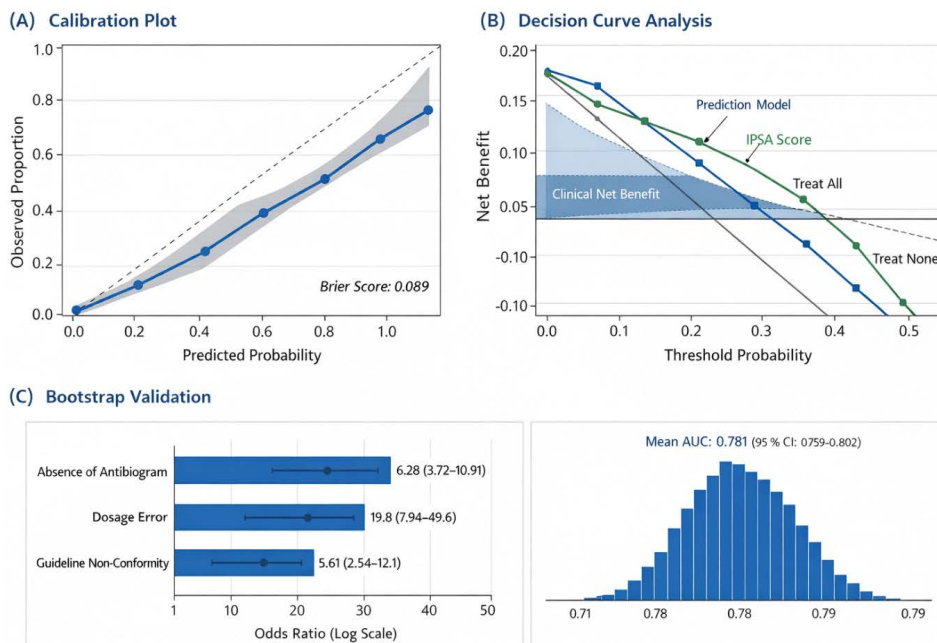 (A) Calibration Plot
Observed Proportion
1.0
0.8
0.6
0.4
0.2
0.0
Brier Score: 0.089
0.0 0.2 0.4 0.6 0.8 1.0
Predicted Probability
(B) Decision Curve Analysis
Net Benefit
0.20
0.15
0.10
0.05
-0.10
-0.10
Prediction Model
IPSA Score
Treat All
Clinical Net Benefit
Treat None
0.0 0.1 0.2 0.3 0.4 0.5
Threshold Probability
(C) Bootstrap Validation
Absence of Antibiogram 6.28 (3.72–10.91)
Dosage Error 19.8 (7.94–49.6)
Guideline Non-Conformity 5.61 (2.54–12.1)
1 10 20 30 40 50
Odds Ratio (Log Scale)
Mean AUC: 0.781 (95 % CI: 0759-0.802)
0.71 0.78 0.78 0.79 0.79